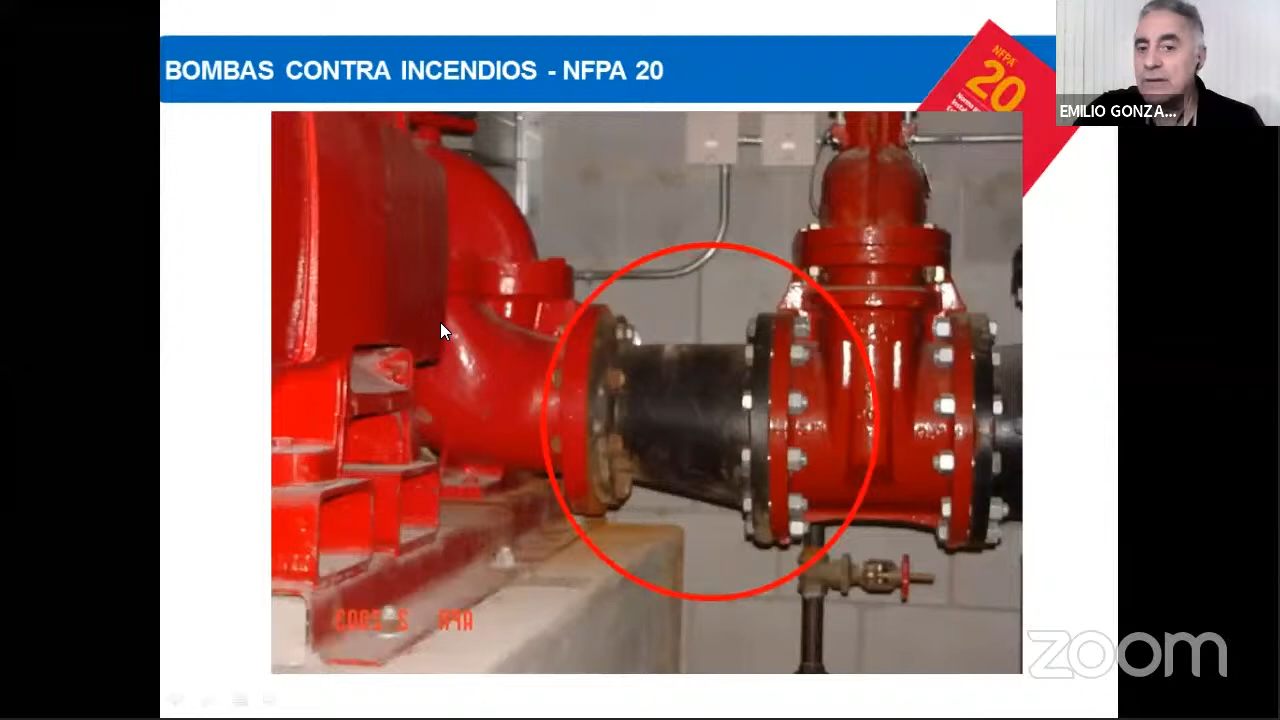 BOMBAS CONTRA INCENDIOS - NFPA 20
NFPA
20
EMILIO GONZA...
zoom